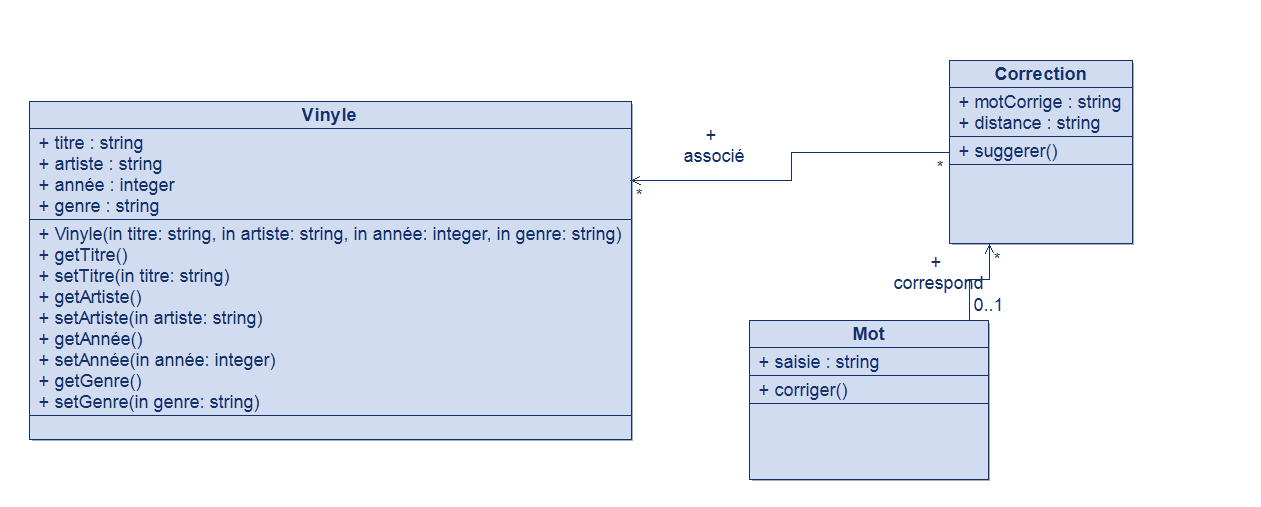 Vinyle
+ titre : string
+ artiste : string
+ année : integer
+ genre : string
+ Vinyle(in titre: string, in artiste: string, in année: integer, in genre: string)
+ getTitre()
+ setTitre(in titre: string)
+ getArtiste()
+ setArtiste(in artiste: string)
+ getAnnée()
+ setAnnée(in année: integer)
+ getGenre()
+ setGenre(in genre: string)
+
associé
*
*
Correction
+ motCorrige : string
+ distance : string
+ suggerer()
*
+
correspond
0..1
Mot
+ saisie : string
+ corriger()